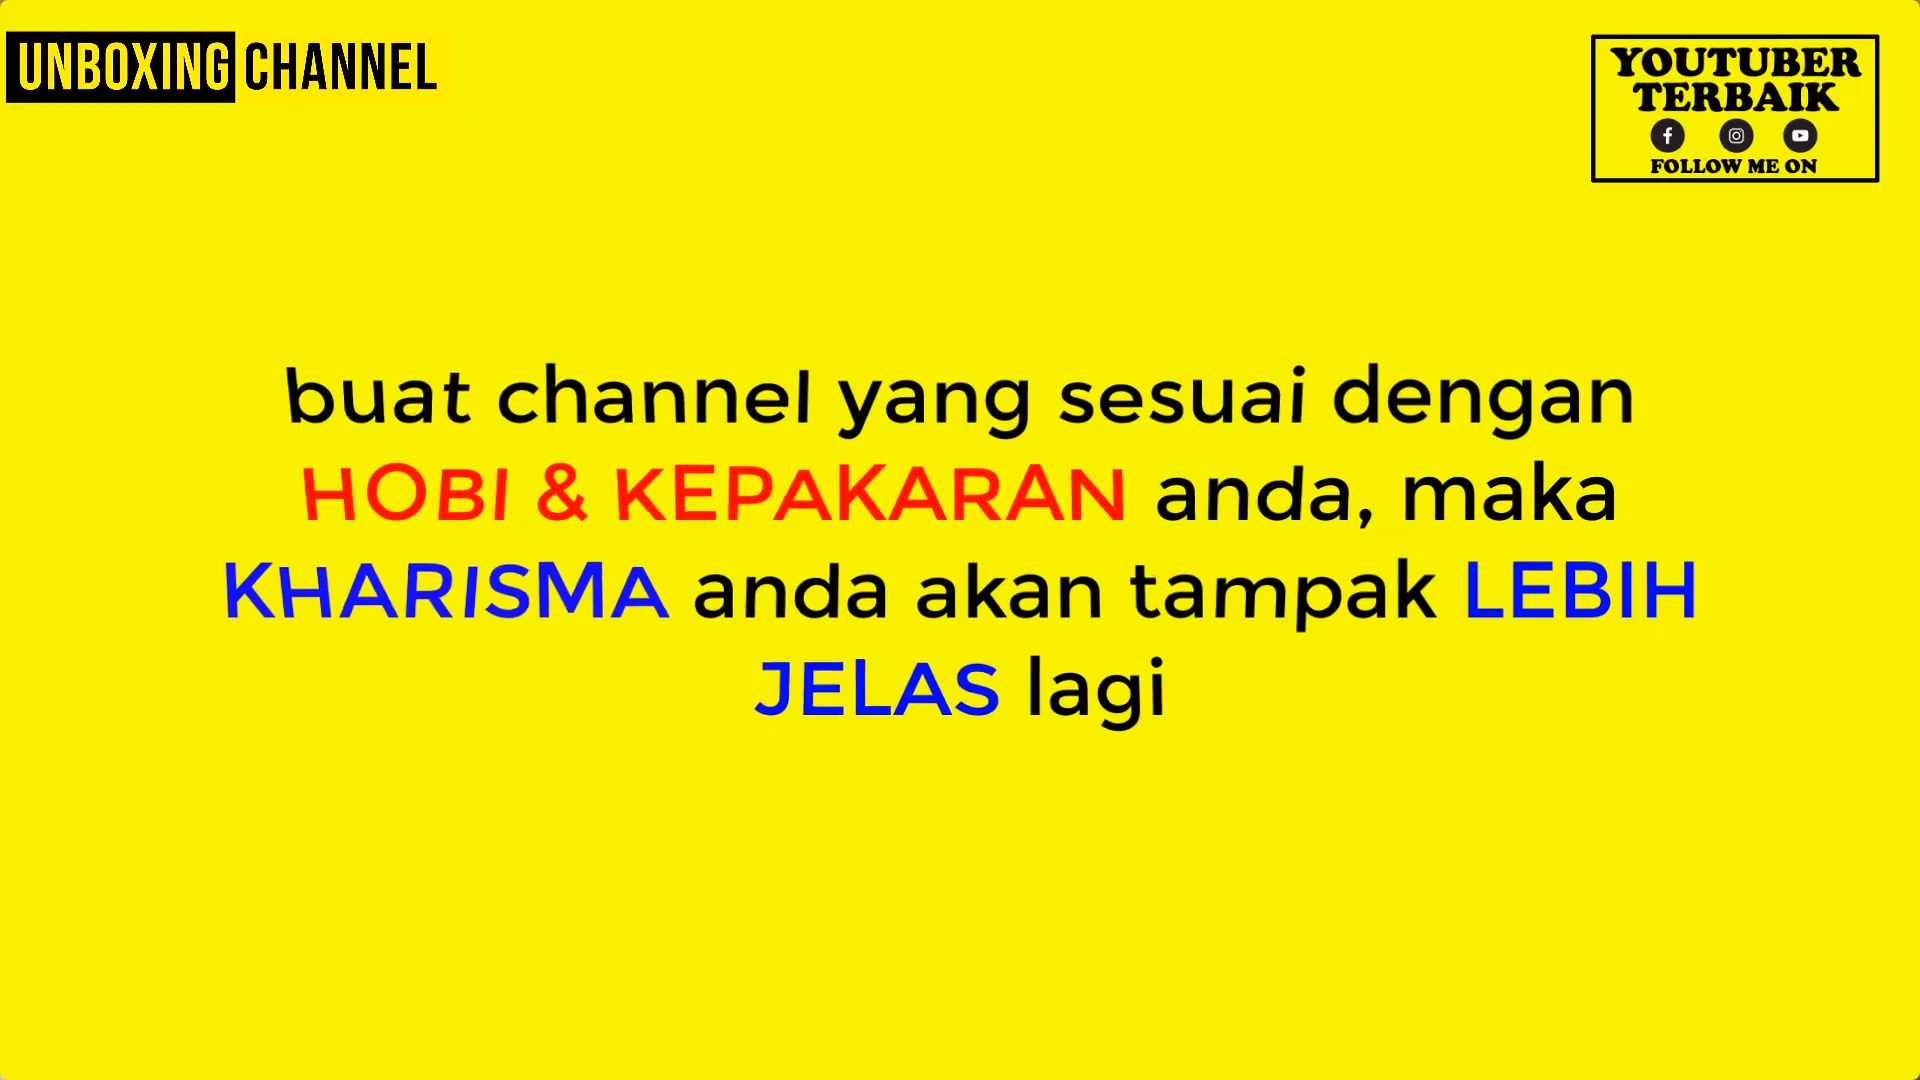 UNBOXING CHANNEL
YOUTUBER
TERBAIK
FOLLOW ME ON
buat channel yang sesuai dengan
HOBI & KEPAKARAN anda, maka
KHARISMA anda akan tampak LEBIH
JELAS lagi